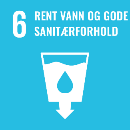 6 RENT VANN OG GODE
SANITÆRFORHOLD